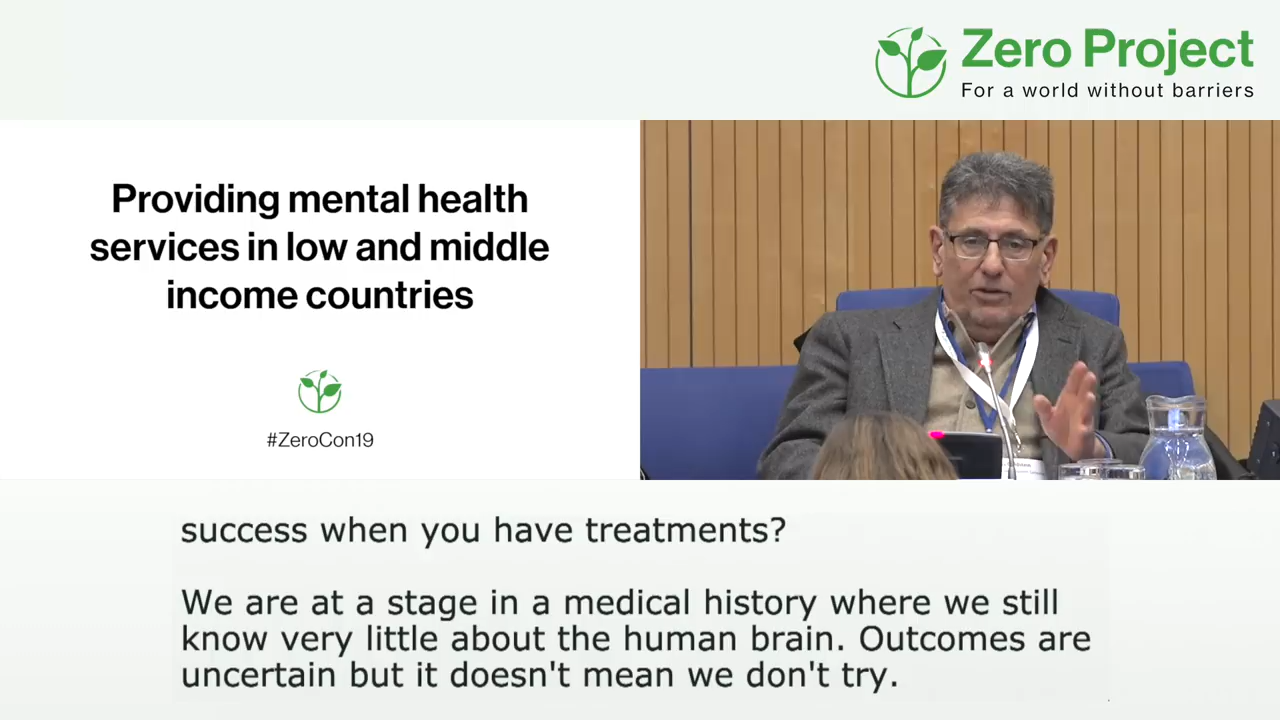 Zero Project
For a world without barriers
Providing mental health
services in low and middle
income countries
#ZeroCon19
success when you have treatments?
We are at a stage in a medical history where we still
know very little about the human brain. Outcomes are
uncertain but it doesn't mean we don't try.